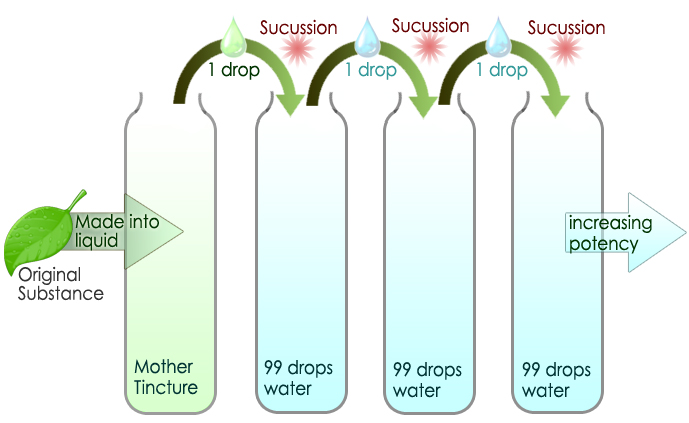 Sucussion
Sucussion
Sucussion
1 drop
1 drop
1 drop
Made into
liquid
Original
Substance
increasing
potency
Mother
Tincture
99 drops
water
99 drops
water
99 drops
water